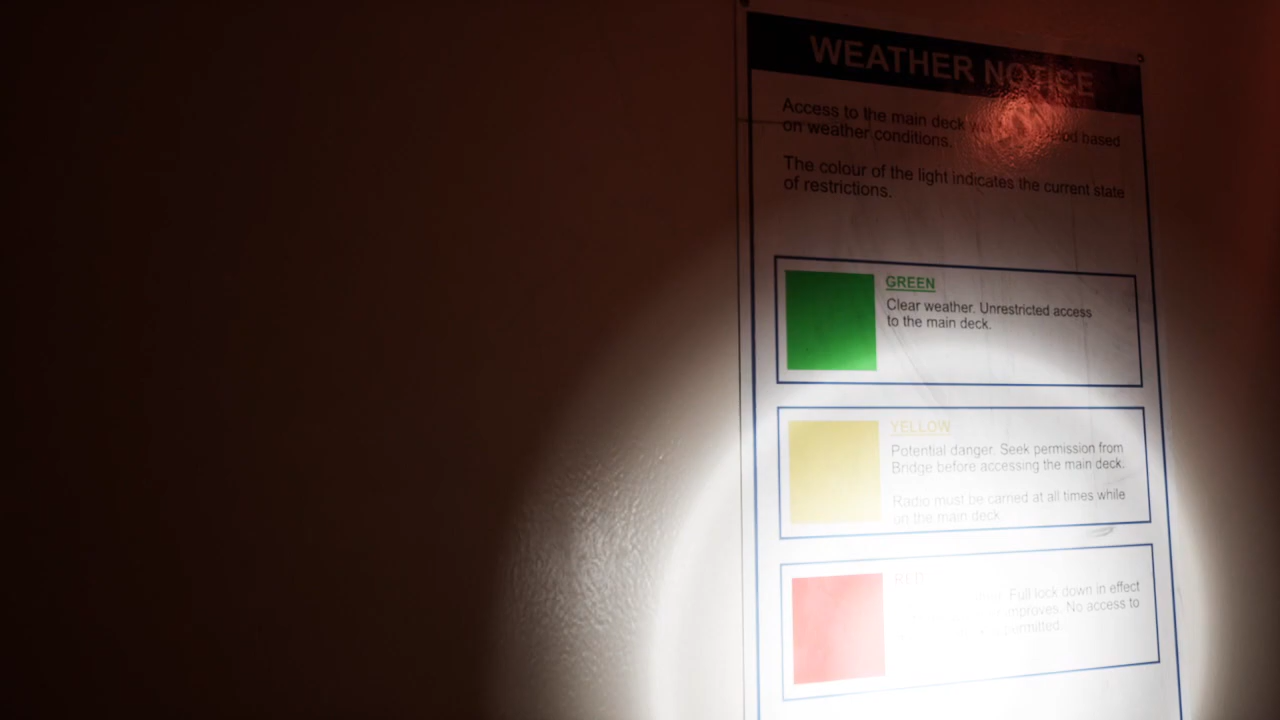 WEATHER NOTICE
Access to the main deck based
on weather conditions.
The colour of the light indicates the current state
of restrictions.
GREEN
Clear weather. Unrestricted access
to the main deck.
YELLOW
Potential danger. Seek permission from
Bridge before accessing the main deck.
Radio must be carried at all times while
on the main deck.
RED
Full lock down in effect
improves. No access to
permitted.